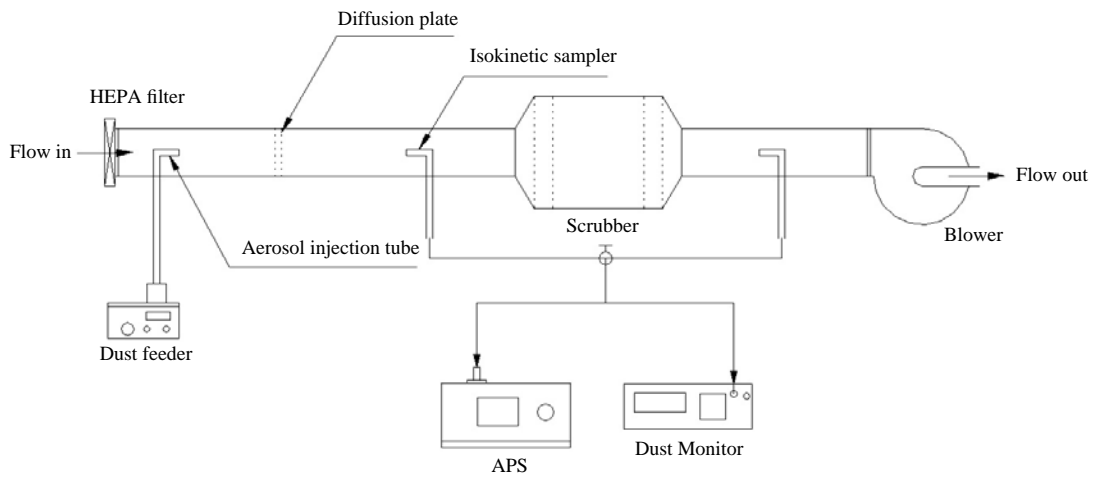 Diffusion plate
Isokinetic sampler
HEPA filter
Flow in
Flow out
Scrubber
Blower
Aerosol injection tube
Dust feeder
Dust Monitor
APS